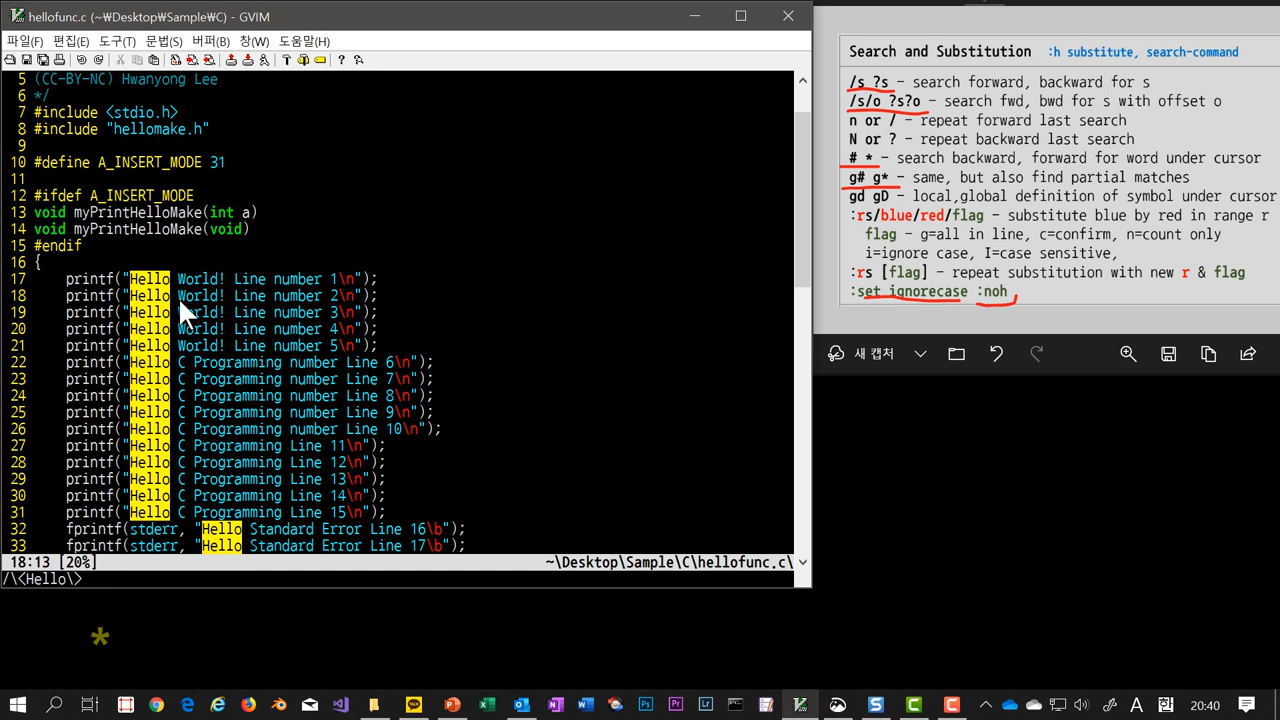 hellofunc.c (~₩Desktop₩Sample₩C) - GVIM
파일(F) 편집(E) 도구(T) 문법(S) 버퍼(B) 창(W) 도움말(H)
5 (CC-BY-NC) Hwanyong Lee
6 */
7 #include <stdio.h>
8 #include "hellomake.h"
9
10 #define A_INSERT_MODE 31
11
12 #ifdef A_INSERT_MODE
13 void myPrintHelloMake(int a)
14 void myPrintHelloMake(void)
15 #endif
16 {
17 printf("Hello World! Line number 1\n");
18 printf("Hello World! Line number 2\n");
19 printf("Hello World! Line number 3\n");
20 printf("Hello World! Line number 4\n");
21 printf("Hello World! Line number 5\n");
22 printf("Hello C Programming number Line 6\n");
23 printf("Hello C Programming number Line 7\n");
24 printf("Hello C Programming number Line 8\n");
25 printf("Hello C Programming number Line 9\n");
26 printf("Hello C Programming number Line 10\n");
27 printf("Hello C Programming Line 11\n");
28 printf("Hello C Programming Line 12\n");
29 printf("Hello C Programming Line 13\n");
30 printf("Hello C Programming Line 14\n");
31 printf("Hello C Programming Line 15\n");
32 fprintf(stderr, "Hello Standard Error Line 16\b");
33 fprintf(stderr, "Hello Standard Error Line 17\b");
18:13 [20%] ~\Desktop\Sample\C\hellofunc.c\
/\<Hello\>
*
Search and Substitution :h substitute, search-command
/s ?s - search forward, backward for s
/s/o ?s?o - search fwd, bwd for s with offset o
n or / - repeat forward last search
N or ? - repeat backward last search
# * - search backward, forward for word under cursor
g# g* - same, but also find partial matches
gd gD - local,global definition of symbol under cursor
:rs/blue/red/flag - substitute blue by red in range r
flag - g=all in line, c=confirm, n=count only
i=ignore case, I=case sensitive,
:rs [flag] - repeat substitution with new r & flag
:set ignorecase :noh
새 캡처
A
20:40